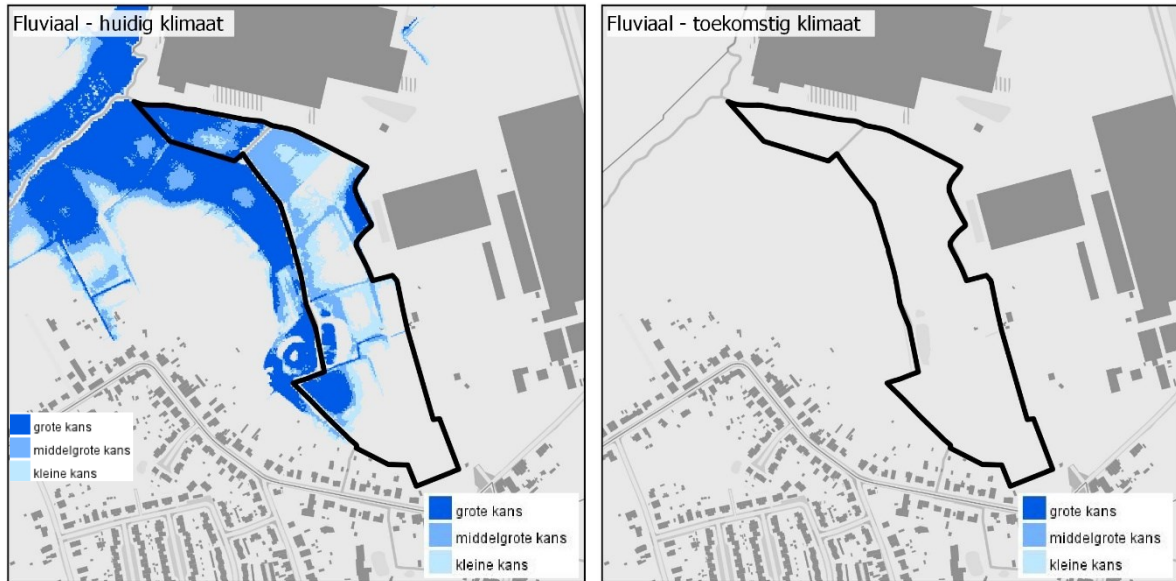 Fluviaal - huidig klimaat
grote kans
middelgrote kans
kleine kans
grote kans
middelgrote kans
kleine kans
Fluviaal - toekomstig klimaat
grote kans
middelgrote kans
kleine kans